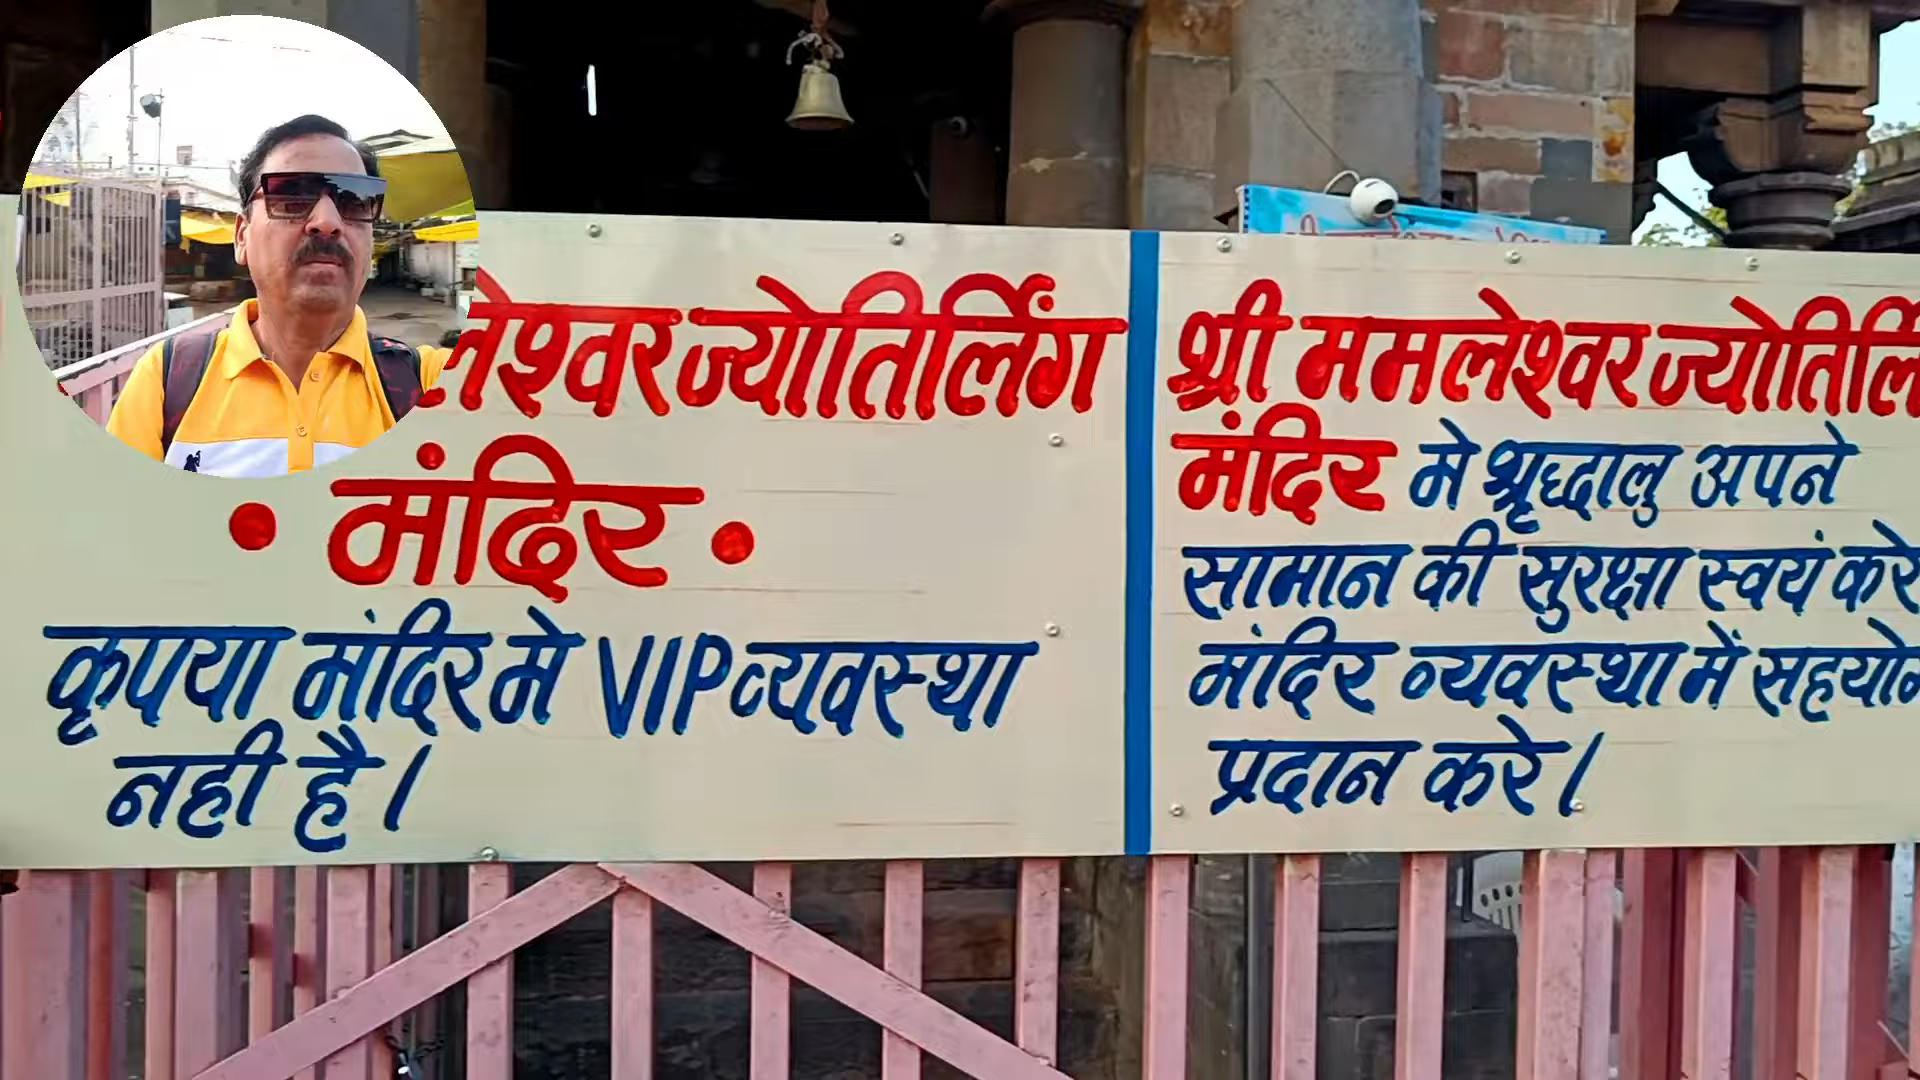 लेश्वर ज्योतिर्लिंग
• मंदिर •
कृपया मंदिर मे VIP व्यवस्था
नही है।
श्री ममलेश्वर ज्योतिर्लि
मंदिर मे श्रृद्धालु अपने
सामान की सुरक्षा स्वयं करे
मंदिर व्यवस्था में सहयोग
प्रदान करे।